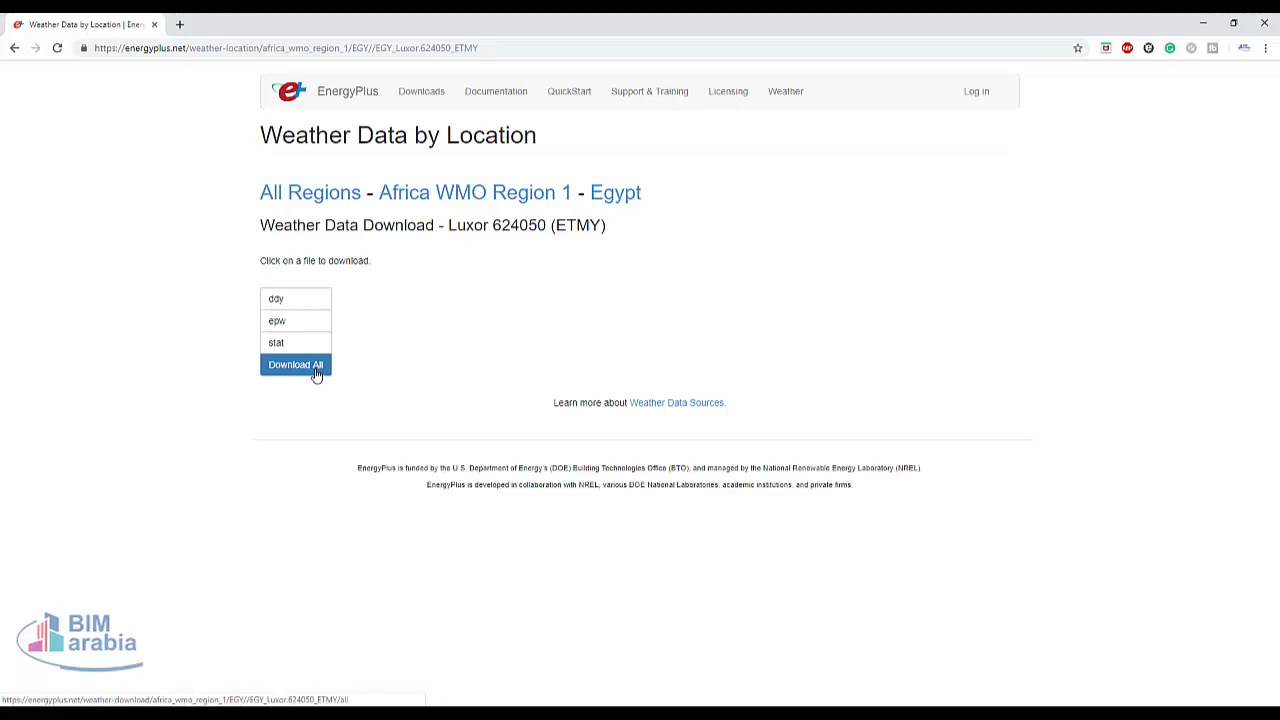 Weather Data by Location | Ener
https://energyplus.net/weather-location/africa_wmo_region_1/EGY//EGY_Luxor.624050_ETMY
EnergyPlus Downloads Documentation QuickStart Support & Training Licensing Weather Log in
Weather Data by Location
All Regions - Africa WMO Region 1 - Egypt
Weather Data Download - Luxor 624050 (ETMY)
Click on a file to download.
ddy
epw
stat
Download All
Learn more about Weather Data Sources.
EnergyPlus is funded by the U.S. Department of Energy's (DOE) Building Technologies Office (BTO), and managed by the National Renewable Energy Laboratory (NREL).
EnergyPlus is developed in collaboration with NREL, various DOE National Laboratories, academic institutions, and private firms.
BIM
arabia
https://energyplus.net/weather-download/africa_wmo_region_1/EGY//EGY_Luxor.624050_ETMY/all